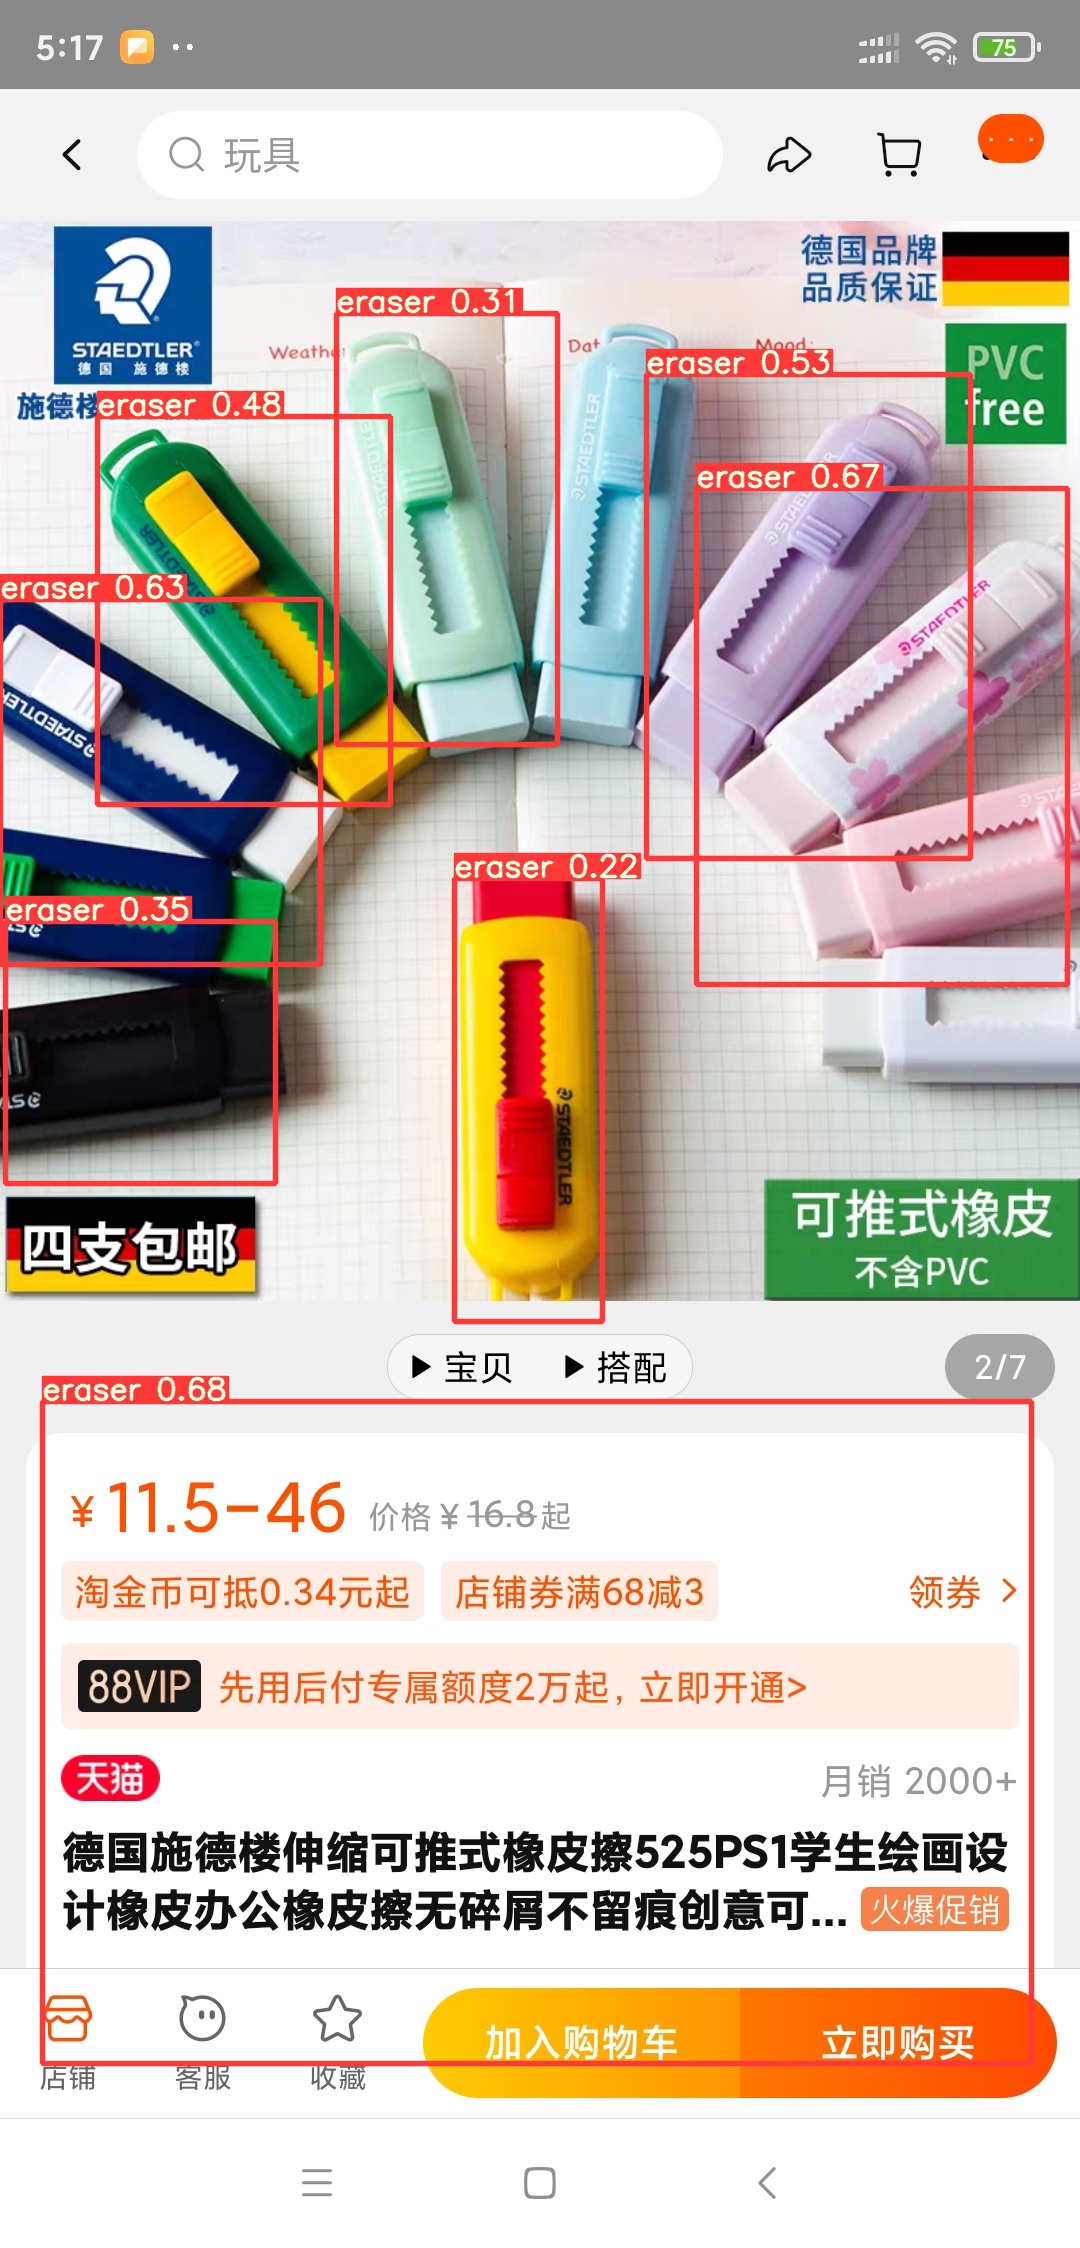 5:17
75
玩具
STAEDTLER
德国 施德楼
德国品牌
品质保证
PVC
free
施德楼
eraser 0.31
Weather
Dat
Mood:
eraser 0.53
eraser 0.48
eraser 0.67
eraser 0.63
STAEDTLER
STAEDTLER
STAEDTLER
STAEDTLER
eraser 0.22
eraser 0.35
STAEDTLER
四支包邮
可推式橡皮
不含PVC
宝贝
搭配
2/7
eraser 0.68
¥11.5-46 价格¥16.8起
淘金币可抵0.34元起
店铺券满68减3
领券 >
88VIP 先用后付专属额度2万起，立即开通>
天猫
月销 2000+
德国施德楼伸缩可推式橡皮擦525PS1学生绘画设
计橡皮办公橡皮擦无碎屑不留痕创意可... 火爆促销
店铺
客服
收藏
加入购物车
立即购买